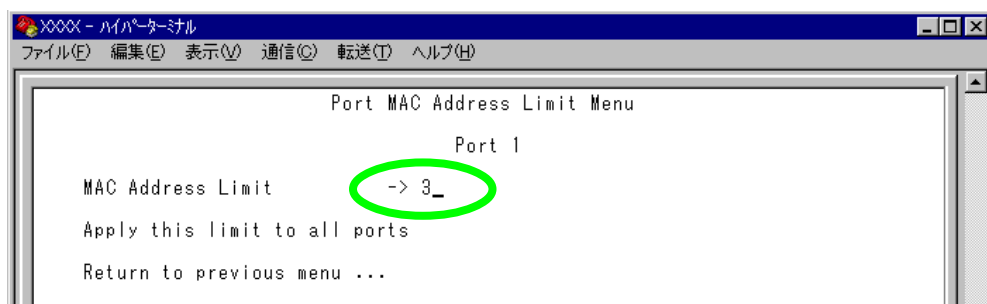 XXXX - ハイパーターミナル
ファイル(F) 編集(E) 表示(V) 通信(C) 転送(T) ヘルプ(H)
Port MAC Address Limit Menu
Port 1
MAC Address Limit -> 3_
Apply this limit to all ports
Return to previous menu ...